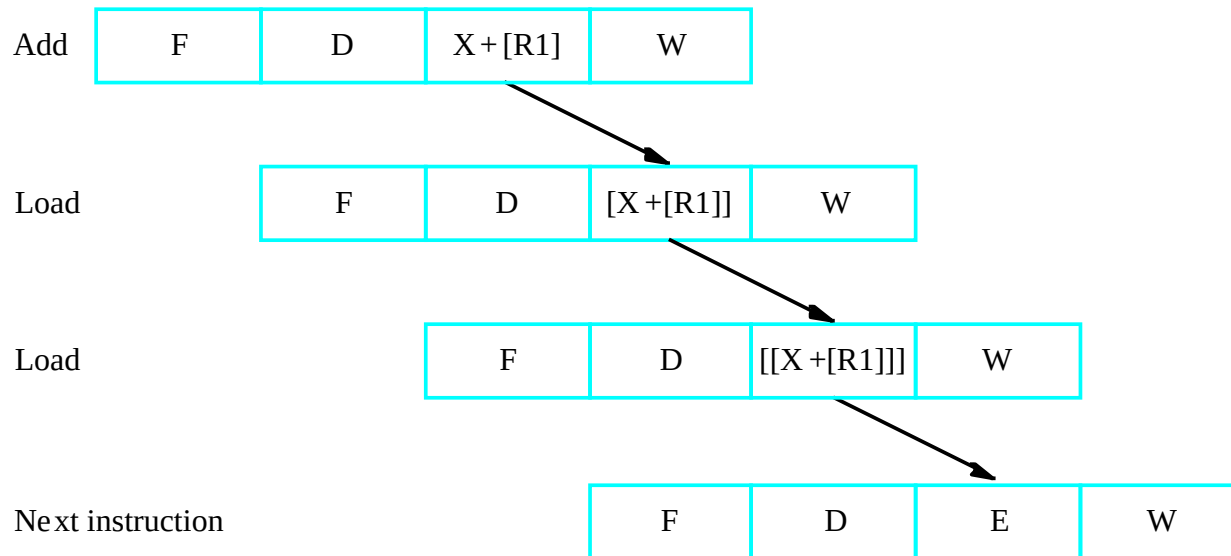 Add F D X + [R1] W
Load F D [X +[R1]] W
Load F D [[X +[R1]]] W
Next instruction F D E W